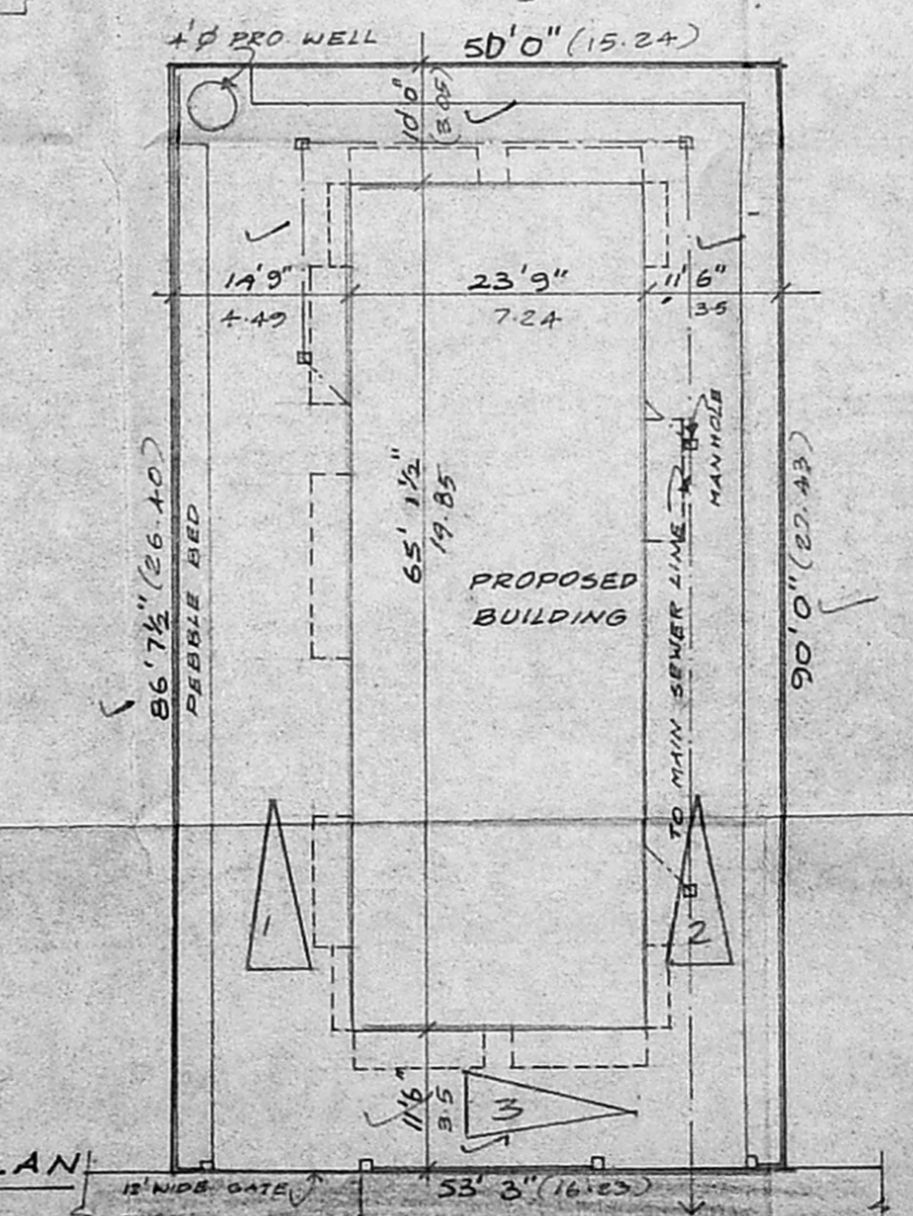 4'Ø PRO. WELL
50'0" (15.24)
10'0"
(3.05)
14'9"
4.49
23'9"
7.24
11'6"
3.5
MANHOLE
65' 1½"
19.85
86'7½" (26.40)
PEBBLE BED
PROPOSED
BUILDING
TO MAIN SEWER LINE
90'0" (27.43)
1
2
11'6"
3.5
3
LAN
12' WIDE GATE
53' 3" (16.23)